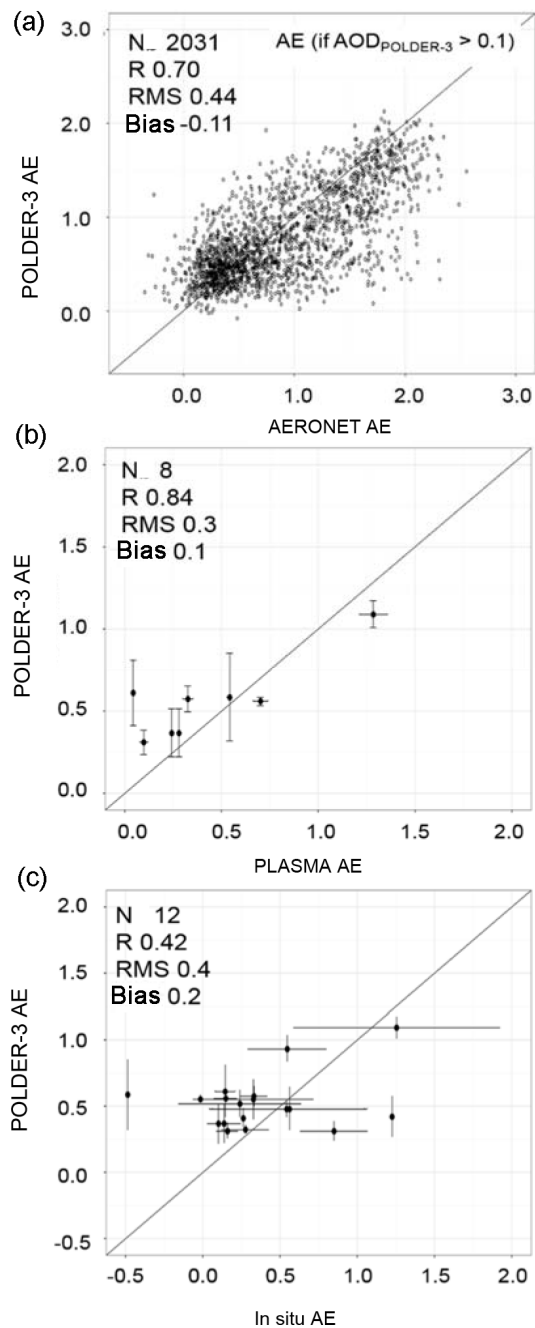 (a)
3.0
N_ 2031
AE (if AOD_POLDER-3 > 0.1)
R 0.70
RMS 0.44
Bias -0.11
2.0
1.0
0.0
POLDER-3 AE
0.0 1.0 2.0 3.0
AERONET AE
(b)
2.0
N_ 8
R 0.84
RMS 0.3
Bias 0.1
1.5
1.0
0.5
0.0
POLDER-3 AE
0.0 0.5 1.0 1.5 2.0
PLASMA AE
(c)
2.0
N 12
R 0.42
RMS 0.4
Bias 0.2
1.5
1.0
0.5
0.0
-0.5
POLDER-3 AE
-0.5 0.0 0.5 1.0 1.5 2.0
In situ AE